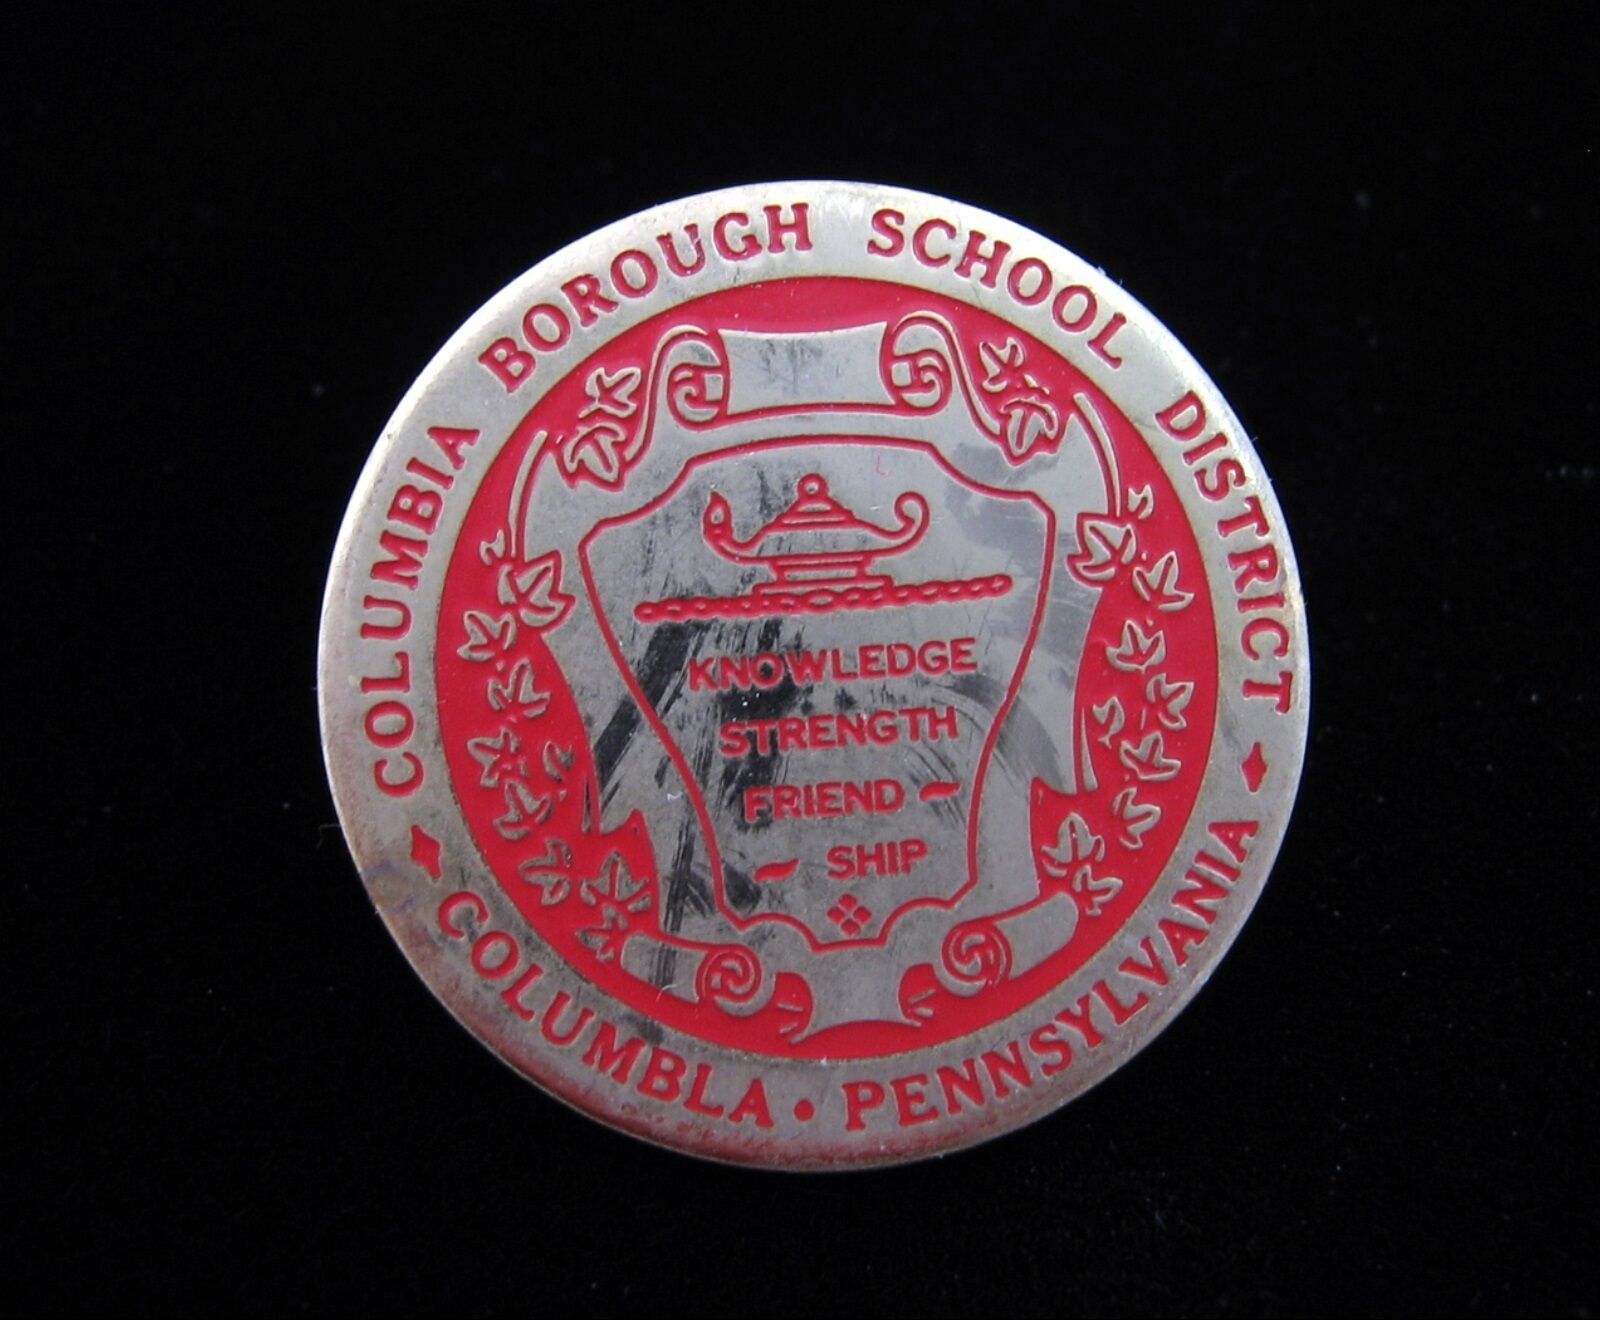 COLUMBIA BOROUGH SCHOOL DISTRICT
KNOWLEDGE
STRENGTH
FRIEND ~
~ SHIP
COLUMBLA • PENNSYLVANIA